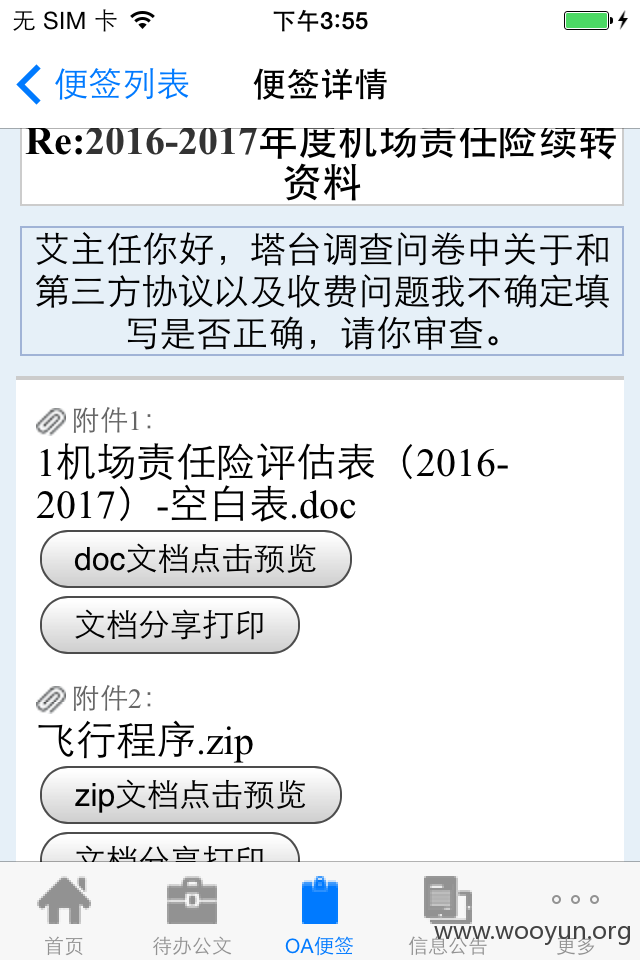 无 SIM 卡
下午3:55
便签列表
便签详情
Re:2016-2017年度机场责任险续转
资料
艾主任你好，塔台调查问卷中关于和
第三方协议以及收费问题我不确定填
写是否正确，请你审查。
附件1：
1机场责任险评估表（2016-
2017）-空白表.doc
doc文档点击预览
文档分享打印
附件2：
飞行程序.zip
zip文档点击预览
文档分享打印
www.wooyun.org
首页
待办公文
OA便签
信息公告
更多